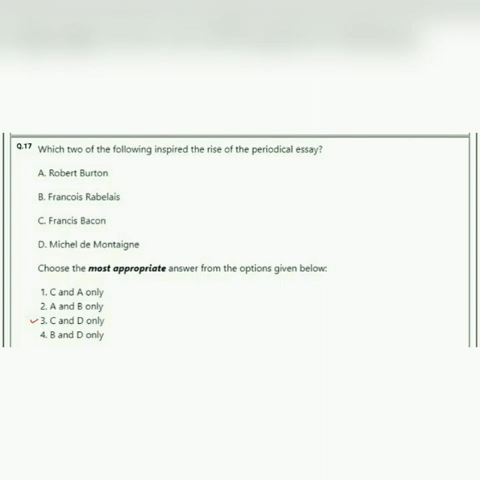 Q.17 Which two of the following inspired the rise of the periodical essay?
A. Robert Burton
B. Francois Rabelais
C. Francis Bacon
D. Michel de Montaigne
Choose the most appropriate answer from the options given below:
1. C and A only
2. A and B only
3. C and D only
4. B and D only